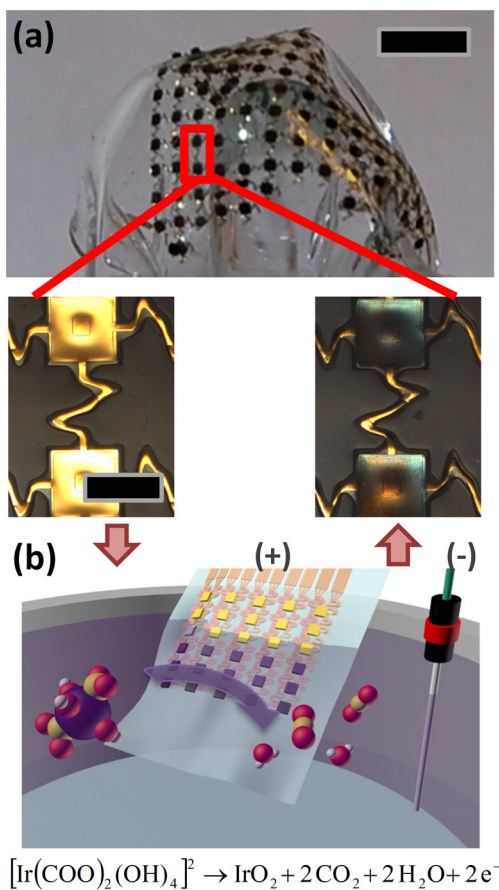 (a)
(b)
(+)
(-)
[Ir(COO)₂(OH)₄]² → IrO₂ + 2 CO₂ + 2 H₂O + 2 e⁻